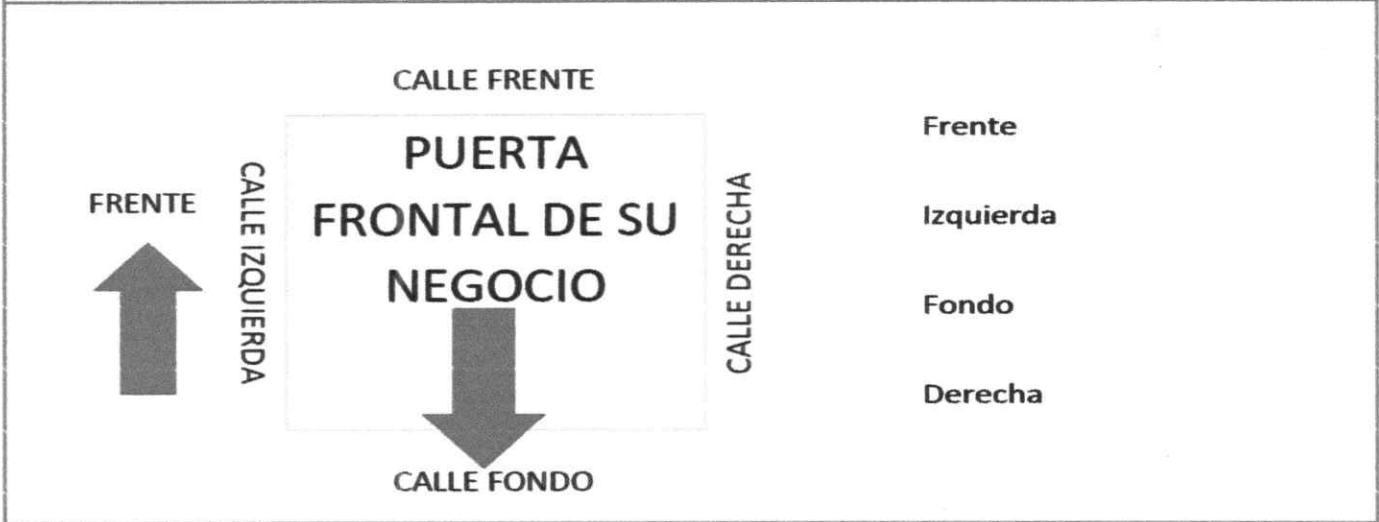 CALLE FRENTE
PUERTA
FRONTAL DE SU
NEGOCIO
FRENTE
CALLE IZQUIERDA
CALLE DERECHA
CALLE FONDO
Frente
Izquierda
Fondo
Derecha